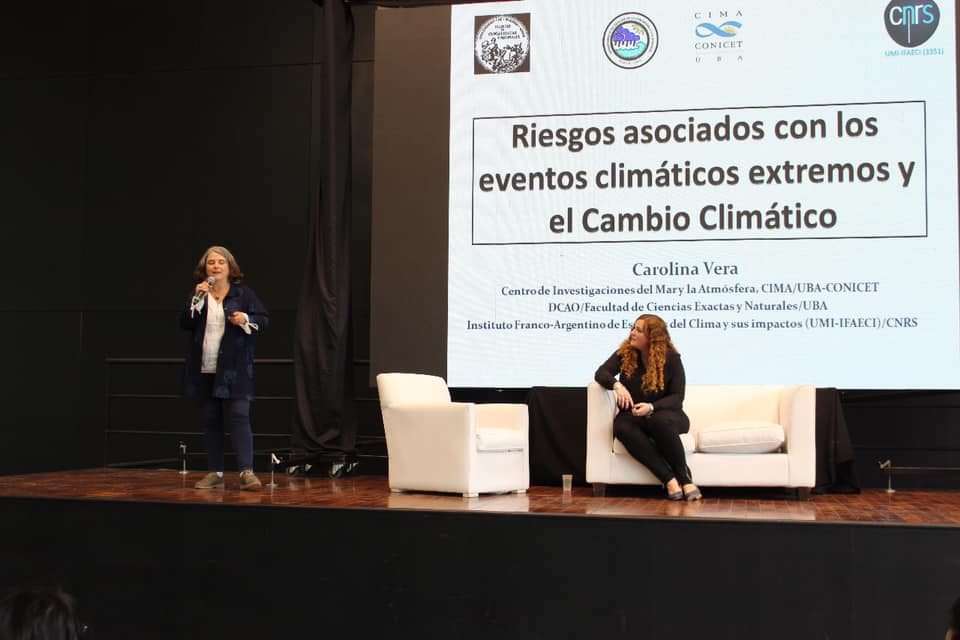 CIMA
CONICET
UBA
cnrs
UMI-IFAECI (3351)
Riesgos asociados con los
eventos climáticos extremos y
el Cambio Climático
Carolina Vera
Centro de Investigaciones del Mar y la Atmósfera, CIMA/UBA-CONICET
DCAO/Facultad de Ciencias Exactas y Naturales/UBA
Instituto Franco-Argentino de Es del Clima y sus impactos (UMI-IFAECI)/CNRS